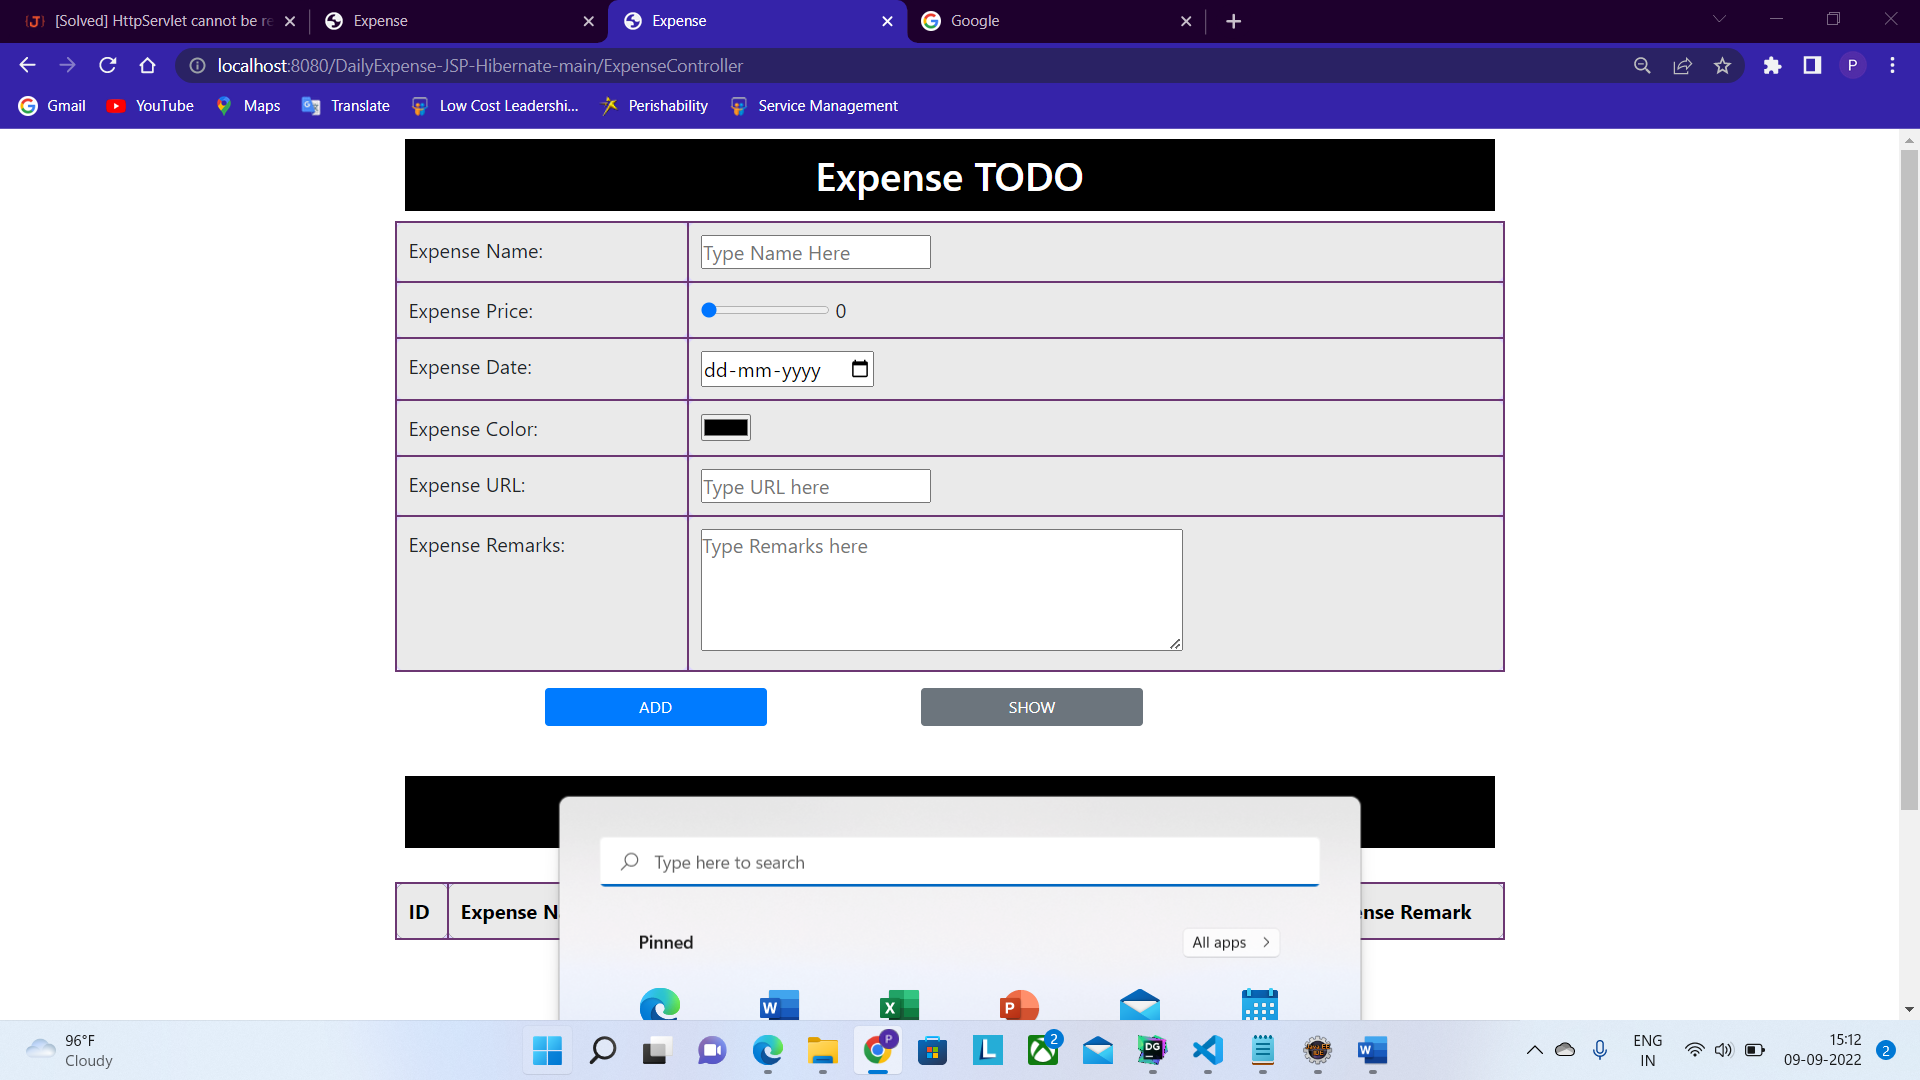 [Solved] HttpServlet cannot be re
Expense
Expense
Google
localhost:8080/DailyExpense-JSP-Hibernate-main/ExpenseController
P
Gmail
YouTube
Maps
Translate
Low Cost Leadershi...
Perishability
Service Management
Expense TODO
Expense Name:
Type Name Here
Expense Price:
0
Expense Date:
dd-mm-yyyy
Expense Color:
Expense URL:
Type URL here
Expense Remarks:
Type Remarks here
ADD
SHOW
Type here to search
ID
Expense N
nse Remark
Pinned
All apps
96°F
Cloudy
2
ENG
IN
15:12
09-09-2022
2